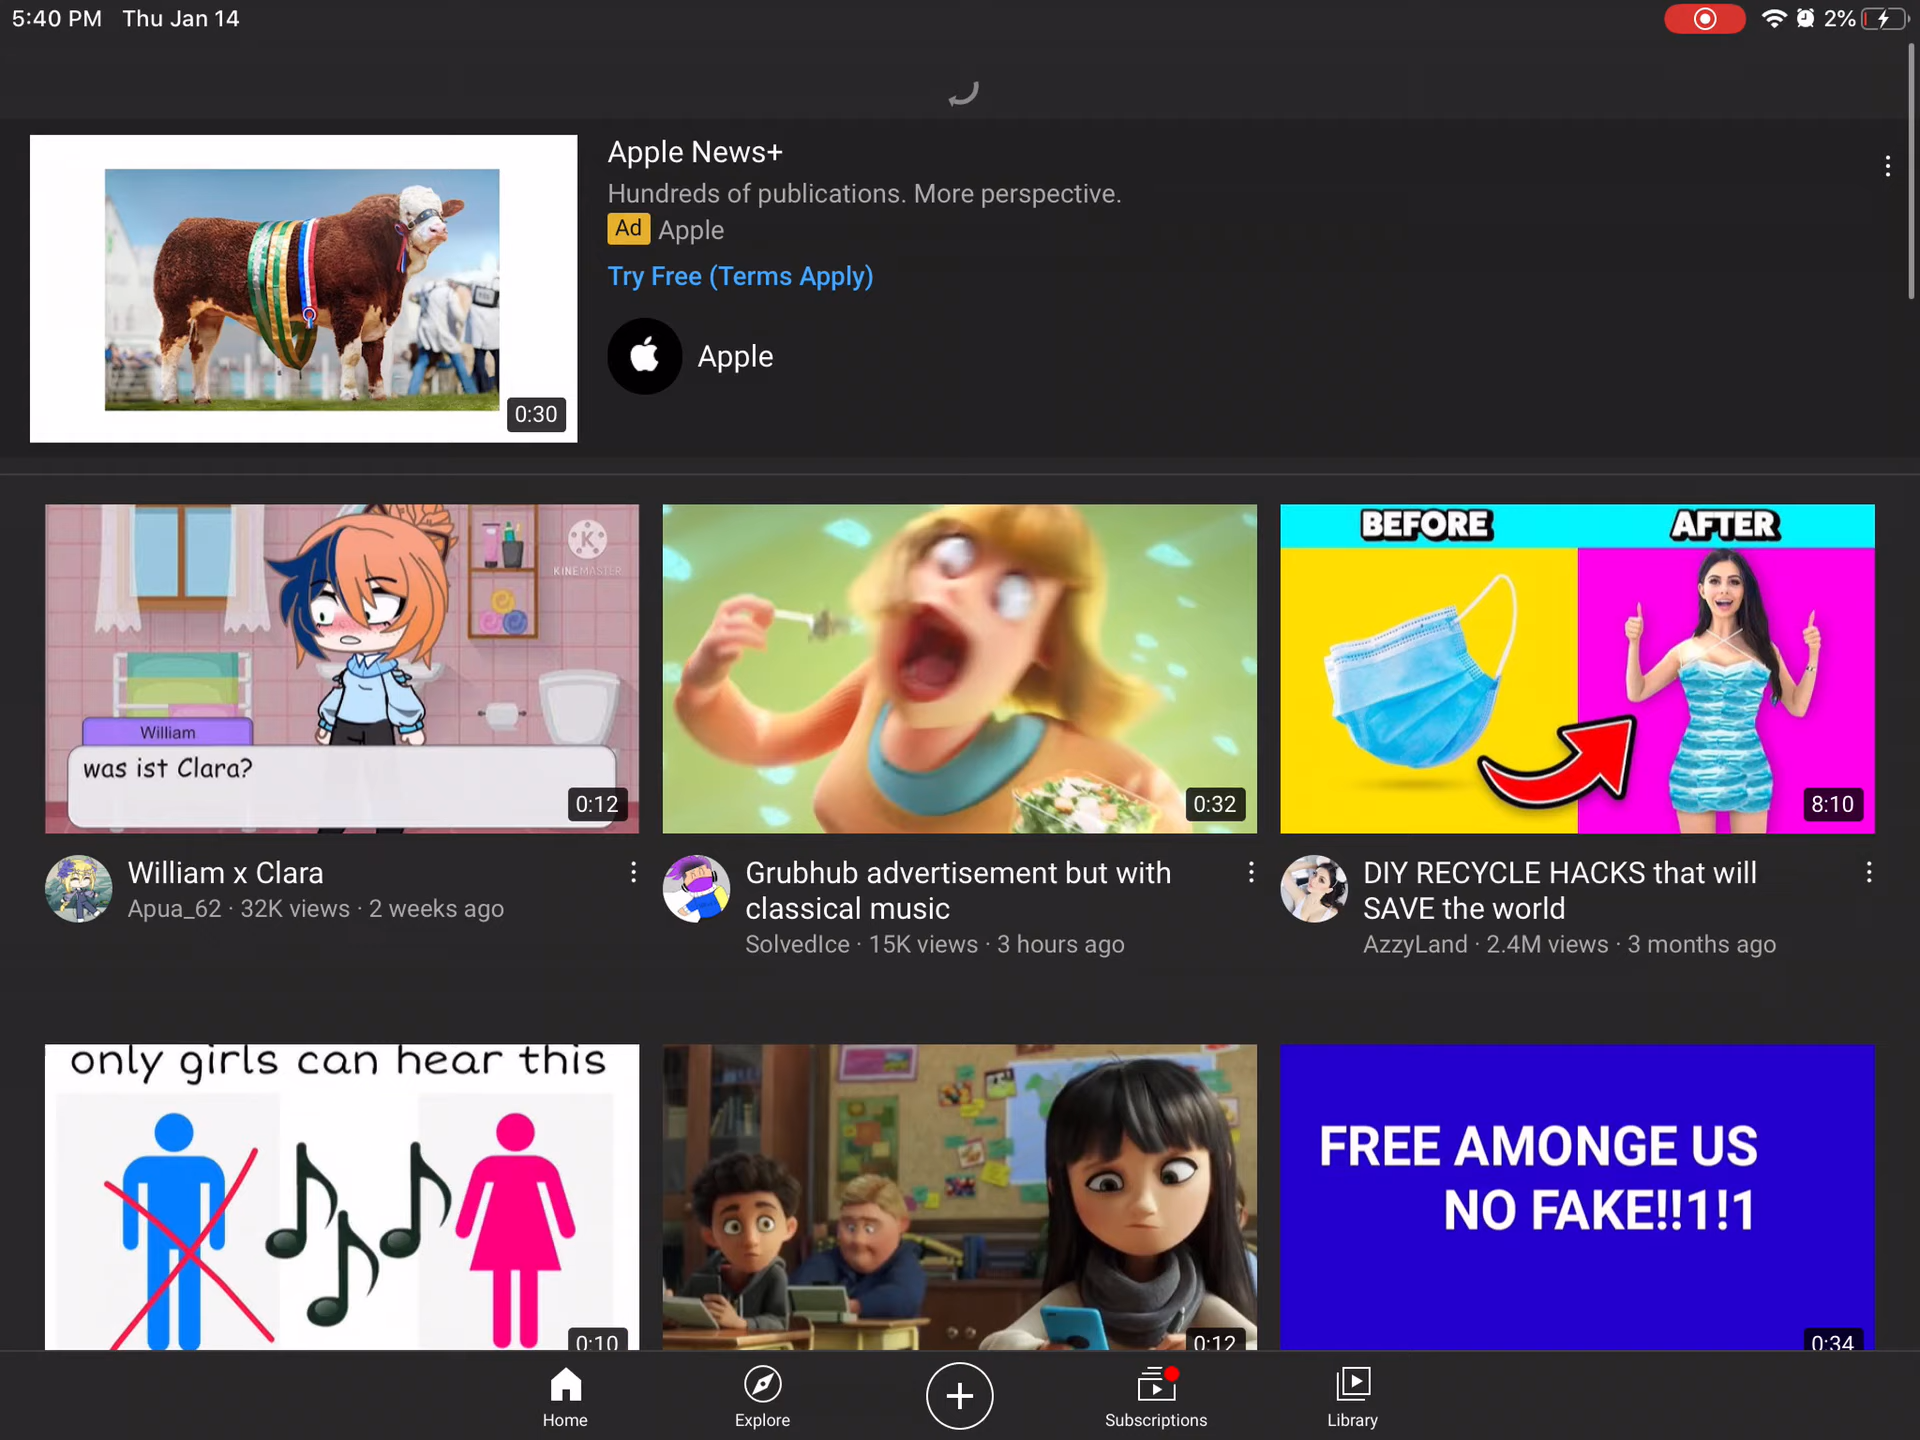 5:40 PM Thu Jan 14
2%
Apple News+
Hundreds of publications. More perspective.
Ad Apple
Try Free (Terms Apply)
Apple
0:30
KINEMASTER
William
was ist Clara?
0:12
0:32
BEFORE AFTER
8:10
William x Clara
Apua_62 · 32K views · 2 weeks ago
Grubhub advertisement but with
classical music
SolvedIce · 15K views · 3 hours ago
DIY RECYCLE HACKS that will
SAVE the world
AzzyLand · 2.4M views · 3 months ago
only girls can hear this
0:10
0:12
FREE AMONGE US
NO FAKE!!1!1
0:34
Home
Explore
Subscriptions
Library